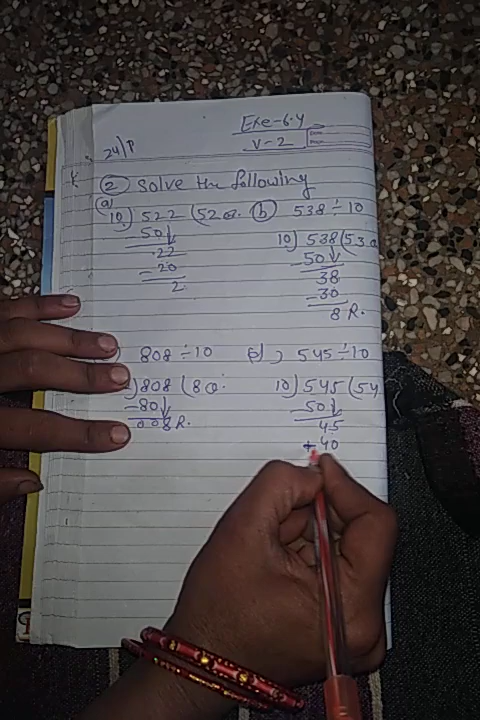 Exe-6.4
24/P V-2
② Solve the following
(a)
10) 522 (52 Q. (b) 538 ÷ 10
-50↓ 10) 538 (53 Q
22 -50↓
-20 38
2 -30
8 R.
808 ÷ 10 545 ÷ 10
) 808 (8 Q. 10) 545 (54
-80↓ -50↓
008 R. 45
40